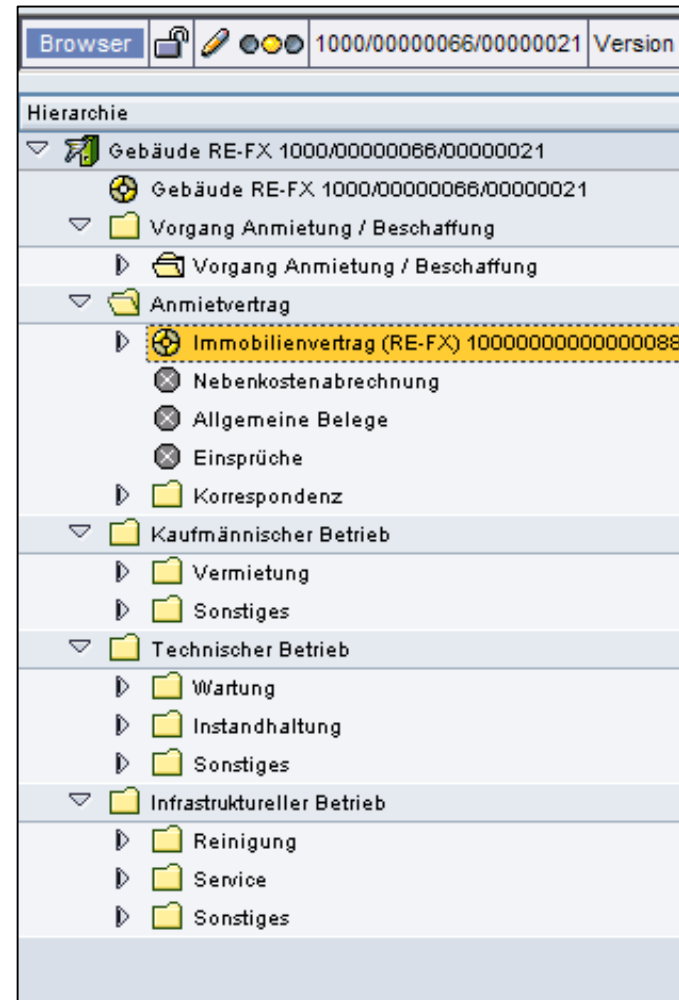 Browser 1000/00000066/00000021 Version
Hierarchie
Gebäude RE-FX 1000/00000066/00000021
Gebäude RE-FX 1000/00000066/00000021
Vorgang Anmietung / Beschaffung
Vorgang Anmietung / Beschaffung
Anmietvertrag
Immobilienvertrag (RE-FX) 10000000000000088
Nebenkostenabrechnung
Allgemeine Belege
Einsprüche
Korrespondenz
Kaufmännischer Betrieb
Vermietung
Sonstiges
Technischer Betrieb
Wartung
Instandhaltung
Sonstiges
Infrastruktureller Betrieb
Reinigung
Service
Sonstiges